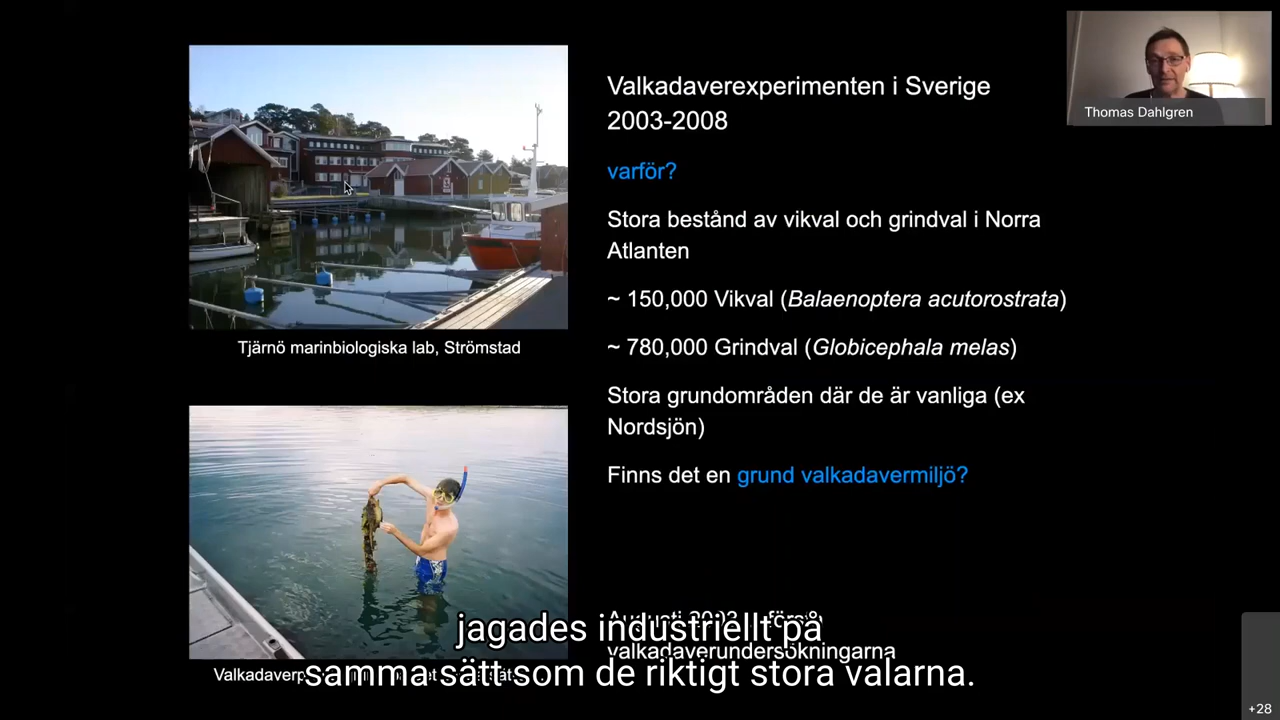 Valkadaverexperimenten i Sverige
2003-2008
varför?
Stora bestånd av vikval och grindval i Norra
Atlanten
~ 150,000 Vikval (Balaenoptera acutorostrata)
~ 780,000 Grindval (Globicephala melas)
Stora grundområden där de är vanliga (ex
Nordsjön)
Finns det en grund valkadavermiljö?
valkadaverundersökningarna
Tjärnö marinbiologiska lab, Strömstad
Thomas Dahlgren
jagades industriellt på
samma sätt som de riktigt stora valarna.
+28